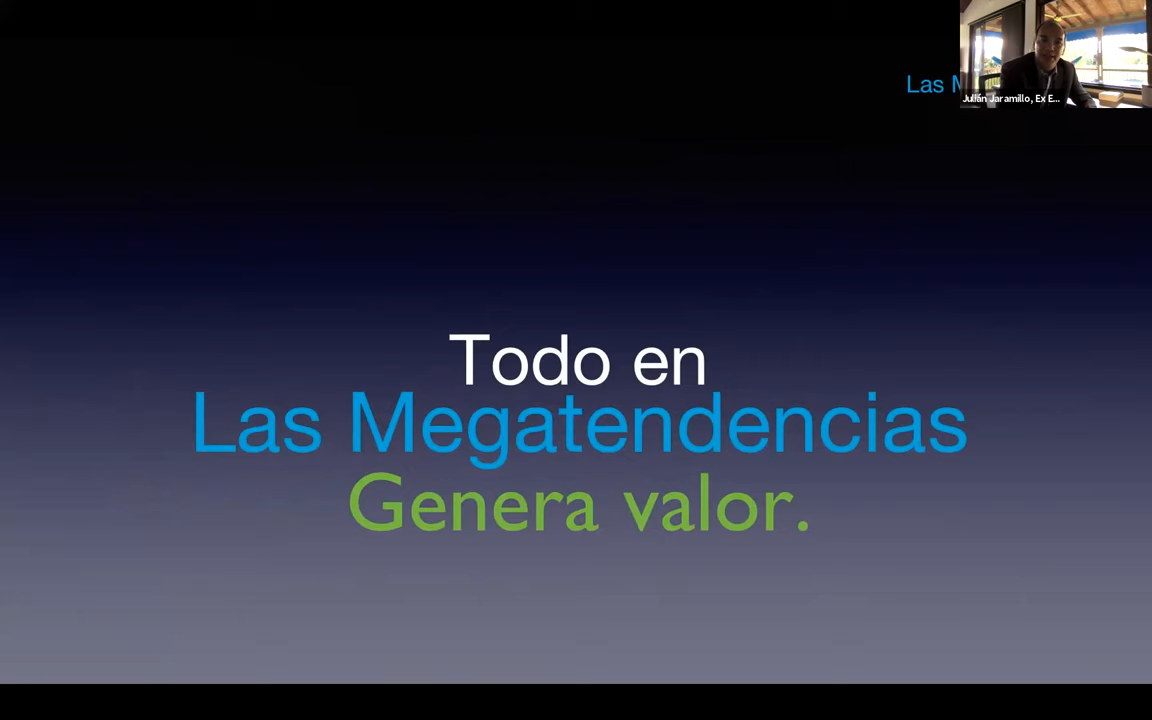 Las
Julián Jaramillo, Ex E...
Todo en
Las Megatendencias
Genera valor.